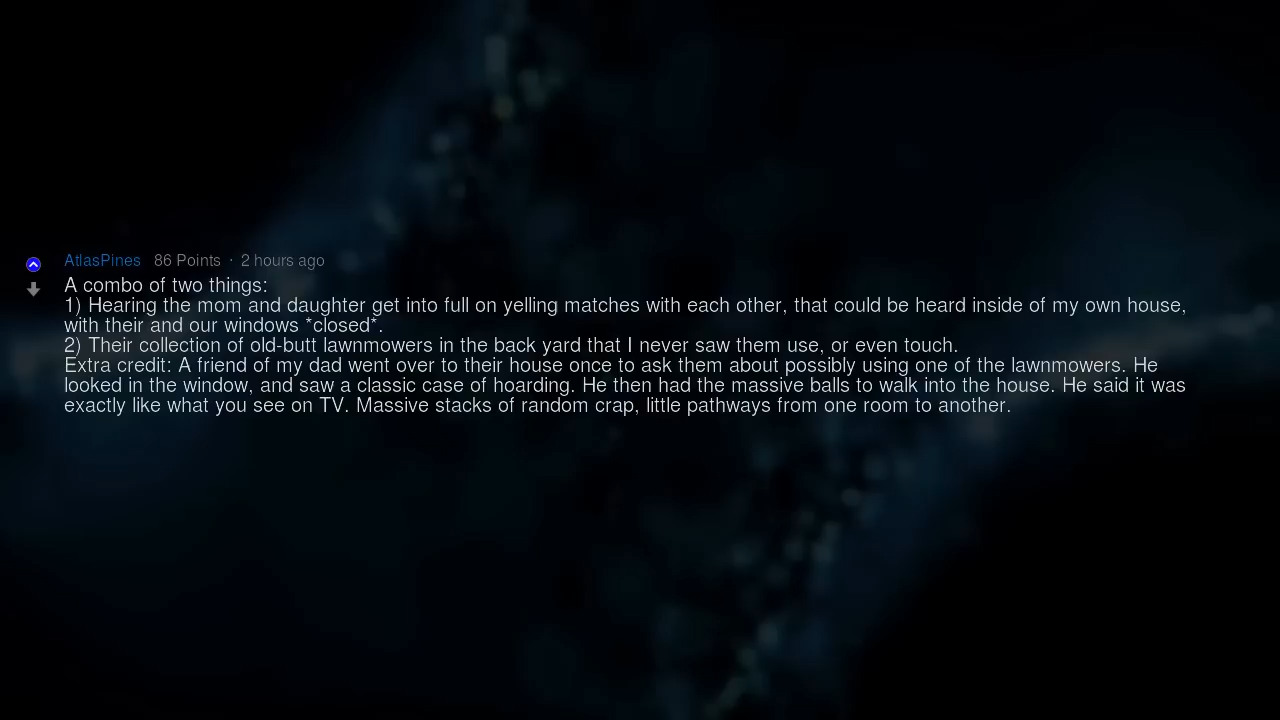 AtlasPines 86 Points · 2 hours ago
A combo of two things:
1) Hearing the mom and daughter get into full on yelling matches with each other, that could be heard inside of my own house,
with their and our windows *closed*.
2) Their collection of old-butt lawnmowers in the back yard that I never saw them use, or even touch.
Extra credit: A friend of my dad went over to their house once to ask them about possibly using one of the lawnmowers. He
looked in the window, and saw a classic case of hoarding. He then had the massive balls to walk into the house. He said it was
exactly like what you see on TV. Massive stacks of random crap, little pathways from one room to another.